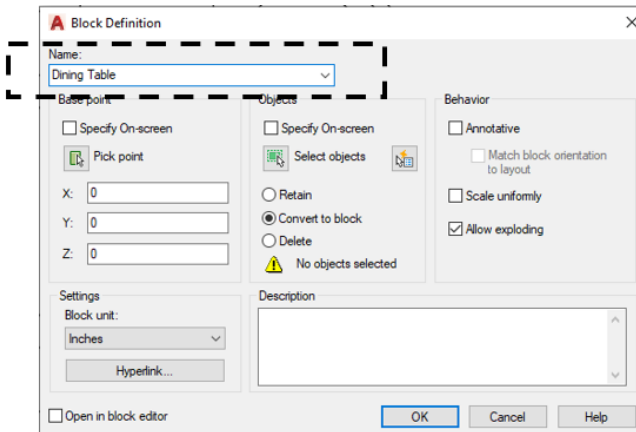 A Block Definition
Name:
Dining Table
Base point
Specify On-screen
Pick point
X: 0
Y: 0
Z: 0
Objects
Specify On-screen
Select objects
Retain
Convert to block
Delete
No objects selected
Behavior
Annotative
Match block orientation
to layout
Scale uniformly
Allow exploding
Settings
Block unit:
Inches
Hyperlink...
Description
Open in block editor
OK
Cancel
Help